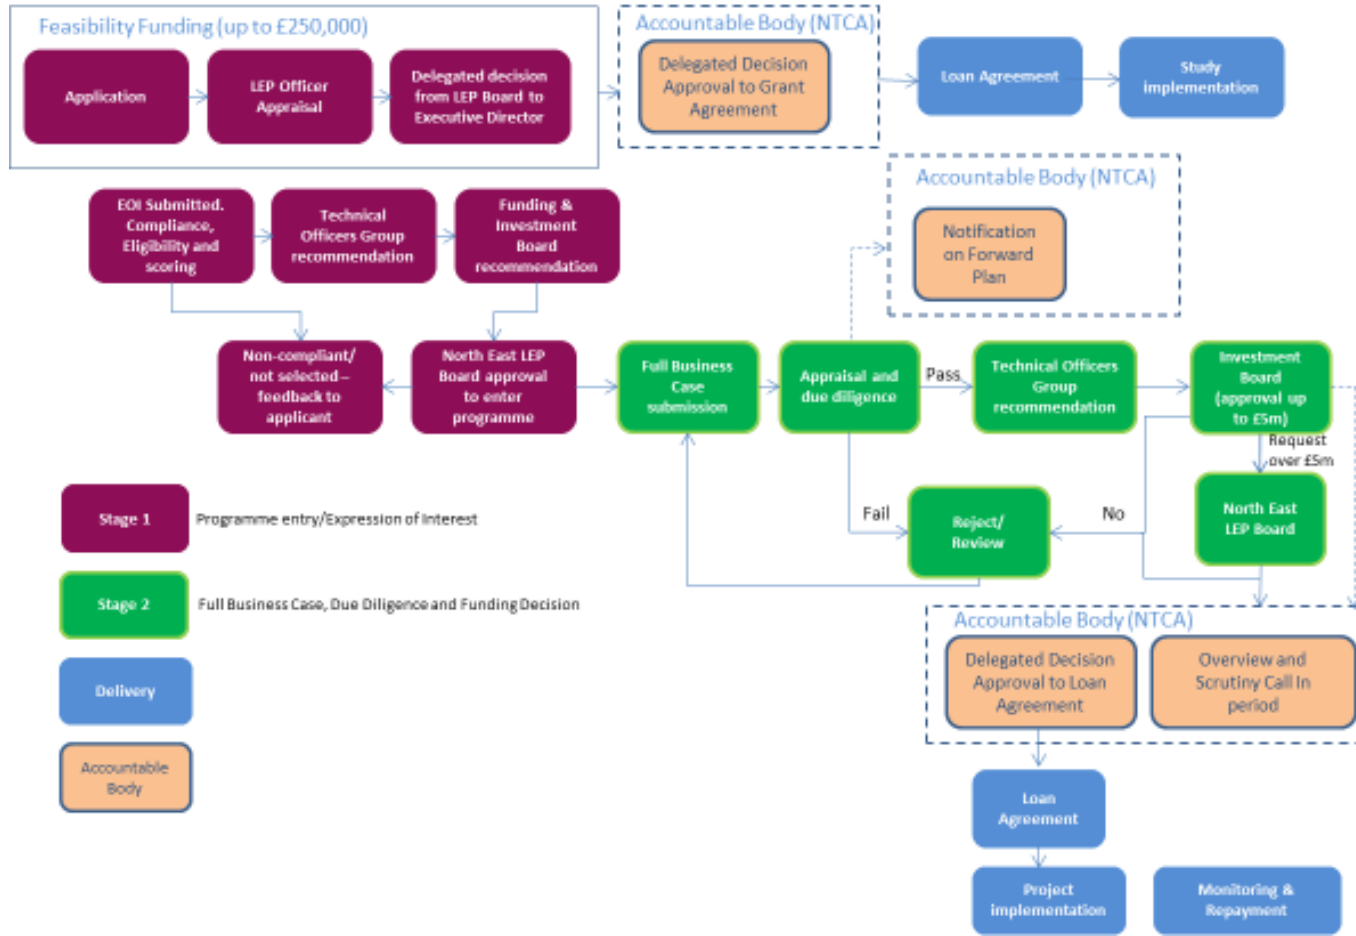 Feasibility Funding (up to £250,000)
Application
LEP Officer
Appraisal
Delegated decision
from LEP Board to
Executive Director
Accountable Body (NTCA)
Delegated Decision
Approval to Grant
Agreement
Loan Agreement
Study
implementation
EOI Submitted.
Compliance,
Eligibility and
scoring
Technical
Officers Group
recommendation
Funding &
Investment
Board
recommendation
Accountable Body (NTCA)
Notification
on Forward
Plan
Non-compliant/
not selected –
feedback to
applicant
North East LEP
Board approval
to enter
programme
Full Business
Case
submission
Appraisal and
due diligence
Pass
Technical Officers
Group
recommendation
Investment
Board
(approval up
to £5m)
Request
over £5m
North East
LEP Board
Fail
Reject/
Review
No
Stage 1
Programme entry/Expression of Interest
Stage 2
Full Business Case, Due Diligence and Funding Decision
Delivery
Accountable
Body
Accountable Body (NTCA)
Delegated Decision
Approval to Loan
Agreement
Overview and
Scrutiny Call In
period
Loan
Agreement
Project
implementation
Monitoring &
Repayment